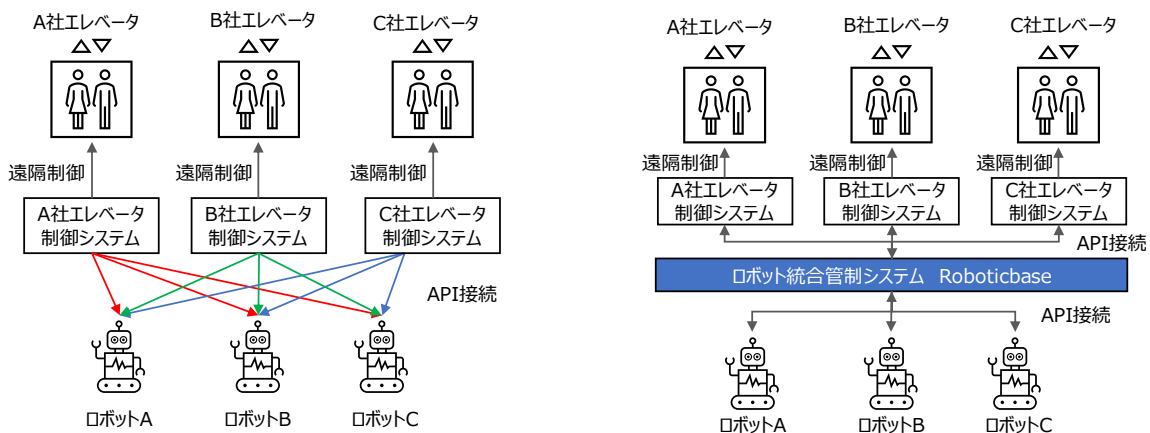 A社エレベータ
B社エレベータ
C社エレベータ
△▽
△▽
△▽
遠隔制御
遠隔制御
遠隔制御
A社エレベータ
制御システム
B社エレベータ
制御システム
C社エレベータ
制御システム
API接続
ロボットA
ロボットB
ロボットC
A社エレベータ
B社エレベータ
C社エレベータ
△▽
△▽
△▽
遠隔制御
遠隔制御
遠隔制御
A社エレベータ
制御システム
B社エレベータ
制御システム
C社エレベータ
制御システム
API接続
ロボット統合管制システム Roboticbase
API接続
ロボットA
ロボットB
ロボットC